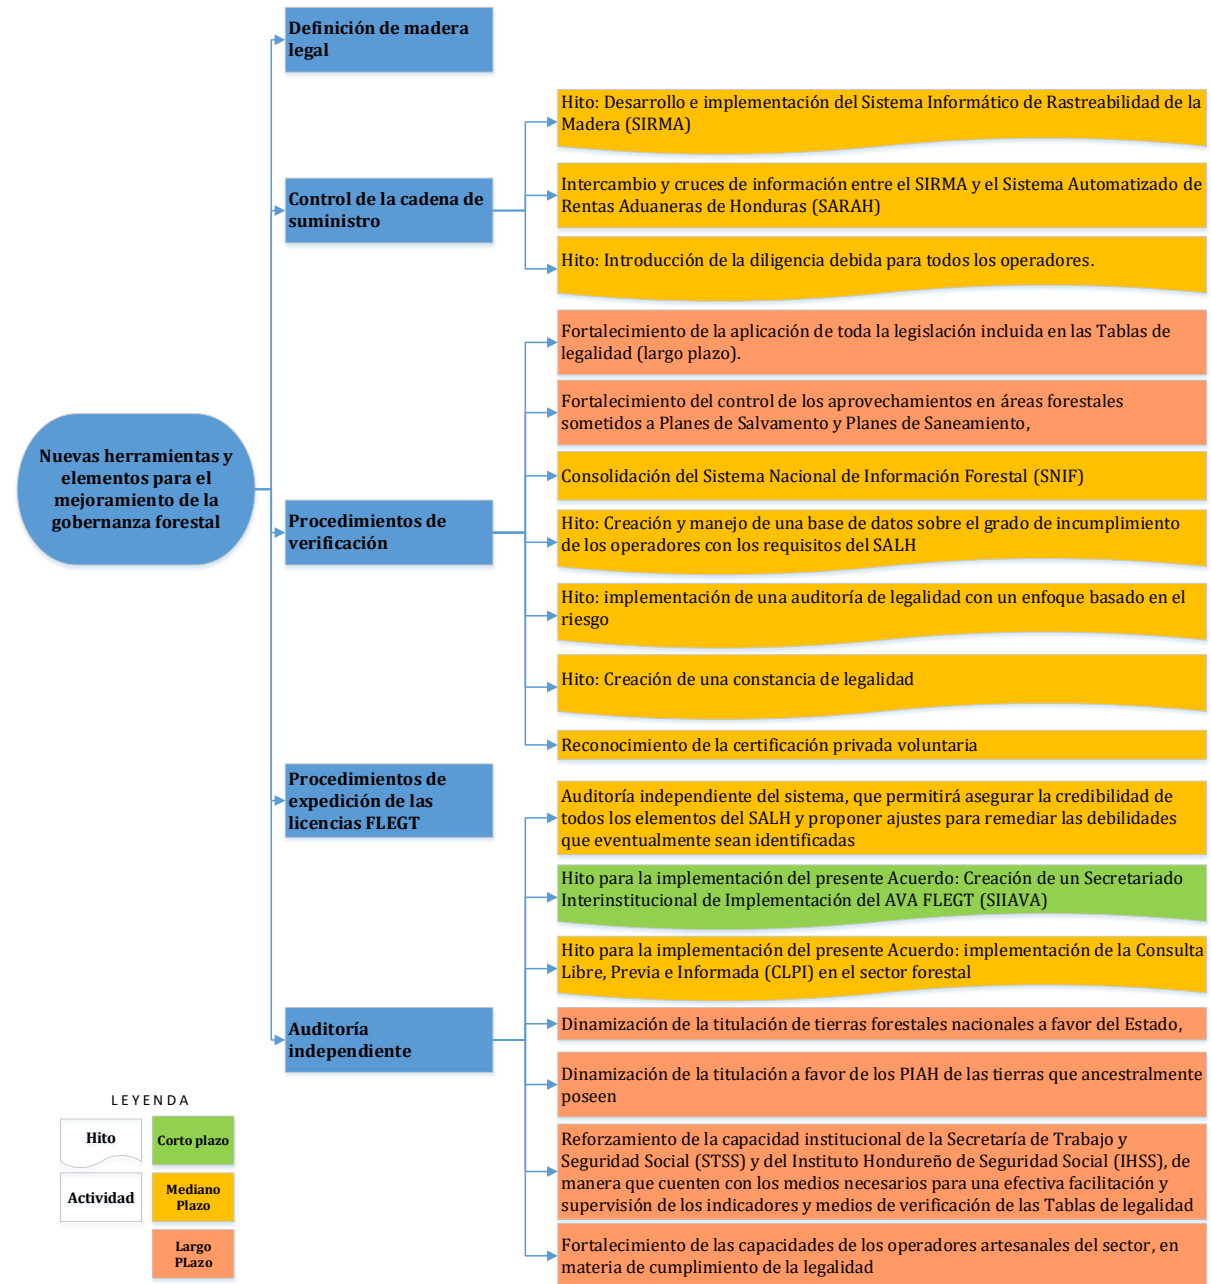 Nuevas herramientas y
elementos para el
mejoramiento de la
gobernanza forestal
Definición de madera
legal
Control de la cadena de
suministro
Hito: Desarrollo e implementación del Sistema Informático de Rastreabilidad de la
Madera (SIRMA)
Intercambio y cruces de información entre el SIRMA y el Sistema Automatizado de
Rentas Aduaneras de Honduras (SARAH)
Hito: Introducción de la diligencia debida para todos los operadores.
Procedimientos de
verificación
Fortalecimiento de la aplicación de toda la legislación incluida en las Tablas de
legalidad (largo plazo).
Fortalecimiento del control de los aprovechamientos en áreas forestales
sometidos a Planes de Salvamento y Planes de Saneamiento,
Consolidación del Sistema Nacional de Información Forestal (SNIF)
Hito: Creación y manejo de una base de datos sobre el grado de incumplimiento
de los operadores con los requisitos del SALH
Hito: implementación de una auditoría de legalidad con un enfoque basado en el
riesgo
Hito: Creación de una constancia de legalidad
Reconocimiento de la certificación privada voluntaria
Procedimientos de
expedición de las
licencias FLEGT
Auditoría
independiente
Auditoría independiente del sistema, que permitirá asegurar la credibilidad de
todos los elementos del SALH y proponer ajustes para remediar las debilidades
que eventualmente sean identificadas
Hito para la implementación del presente Acuerdo: Creación de un Secretariado
Interinstitucional de Implementación del AVA FLEGT (SIIAVA)
Hito para la implementación del presente Acuerdo: implementación de la Consulta
Libre, Previa e Informada (CLPI) en el sector forestal
Dinamización de la titulación de tierras forestales nacionales a favor del Estado,
Dinamización de la titulación a favor de los PIAH de las tierras que ancestralmente
poseen
Reforzamiento de la capacidad institucional de la Secretaría de Trabajo y
Seguridad Social (STSS) y del Instituto Hondureño de Seguridad Social (IHSS), de
manera que cuenten con los medios necesarios para una efectiva facilitación y
supervisión de los indicadores y medios de verificación de las Tablas de legalidad
Fortalecimiento de las capacidades de los operadores artesanales del sector, en
materia de cumplimiento de la legalidad
LEYENDA
Hito
Corto plazo
Actividad
Mediano
Plazo
Largo
PLazo